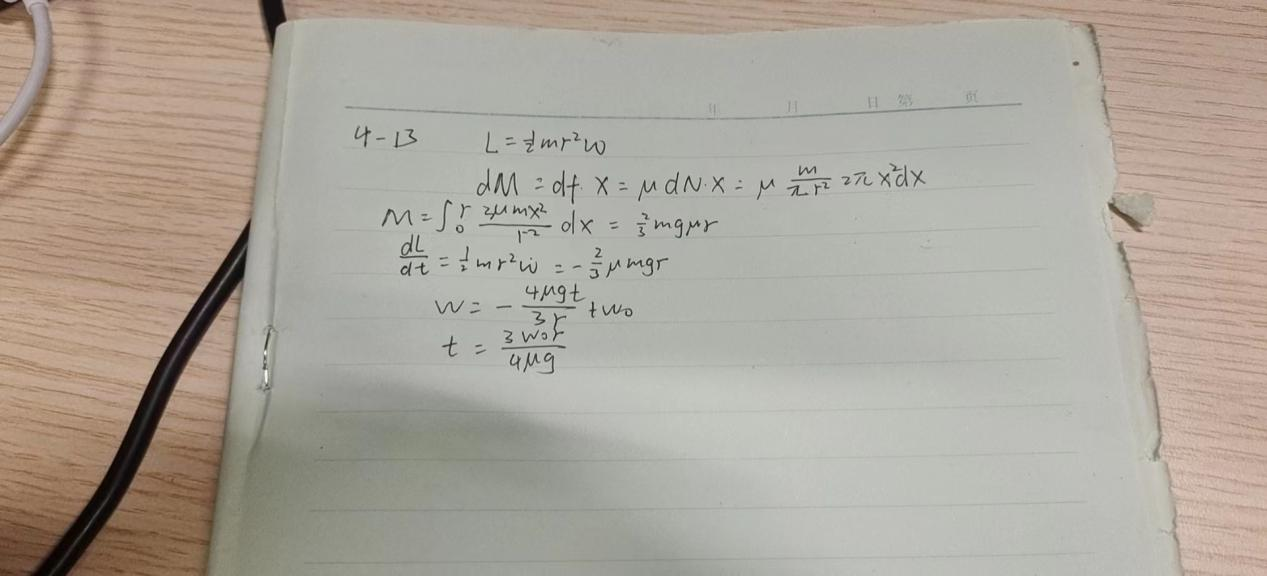 年 月 日 第 页
4-13 L = ½mr²ω
dM = df·x = μdN·x = μ m/πr² 2πx²dx
M = ∫₀ʳ 2μmx²/r² dx = ⅔mgμr
dL/dt = ½mr²ω̇ = -⅔μmgr
ω = -4μgt/3r + ω₀
t = 3ω₀r/4μg